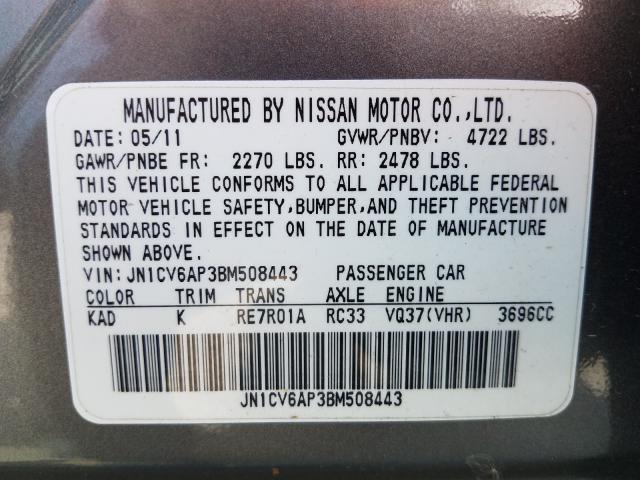 MANUFACTURED BY NISSAN MOTOR CO.,LTD.
DATE: 05/11 GVWR/PNBV: 4722 LBS.
GAWR/PNBE FR: 2270 LBS. RR: 2478 LBS.
THIS VEHICLE CONFORMS TO ALL APPLICABLE FEDERAL
MOTOR VEHICLE SAFETY,BUMPER,AND THEFT PREVENTION
STANDARDS IN EFFECT ON THE DATE OF MANUFACTURE
SHOWN ABOVE.
VIN: JN1CV6AP3BM508443 PASSENGER CAR
COLOR TRIM TRANS AXLE ENGINE
KAD K RE7R01A RC33 VQ37(VHR) 3696CC
JN1CV6AP3BM508443